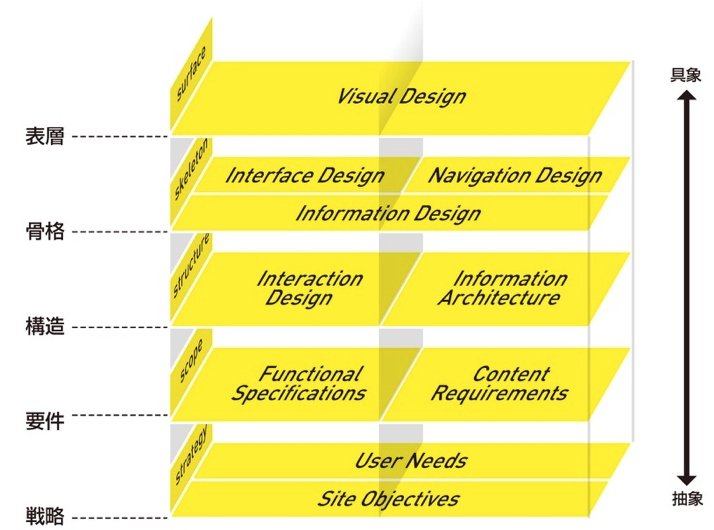 surface
Visual Design
具象
表層
skeleton
Interface Design
Navigation Design
Information Design
骨格
structure
Interaction
Design
Information
Architecture
構造
scope
Functional
Specifications
Content
Requirements
要件
strategy
User Needs
Site Objectives
抽象
戦略